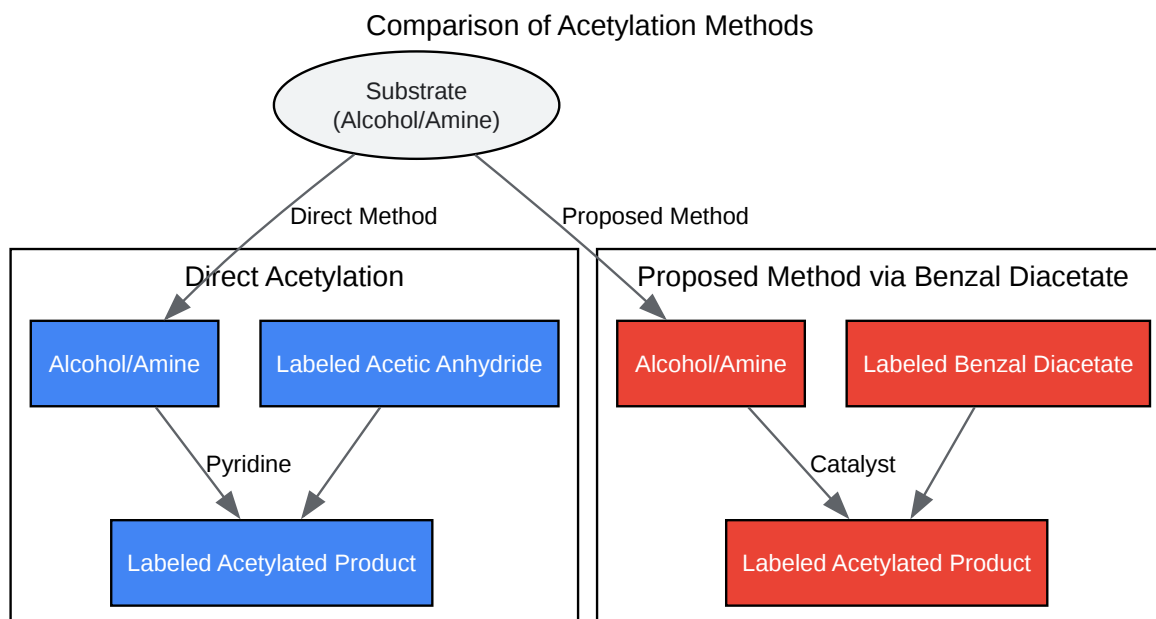 Comparison of Acetylation Methods
Substrate
(Alcohol/Amine)
Direct Method
Proposed Method
Direct Acetylation
Proposed Method via Benzal Diacetate
Alcohol/Amine
Labeled Acetic Anhydride
Alcohol/Amine
Labeled Benzal Diacetate
Pyridine
Catalyst
Labeled Acetylated Product
Labeled Acetylated Product